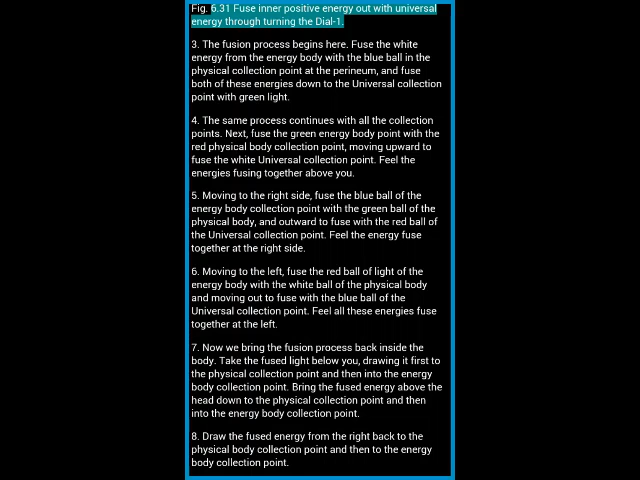 Fig. 6.31 Fuse inner positive energy out with universal
energy through turning the Dial-1.
3. The fusion process begins here. Fuse the white
energy from the energy body with the blue ball in the
physical collection point at the perineum, and fuse
both of these energies down to the Universal collection
point with green light.
4. The same process continues with all the collection
points. Next, fuse the green energy body point with the
red physical body collection point, moving upward to
fuse the white Universal collection point. Feel the
energies fusing together above you.
5. Moving to the right side, fuse the blue ball of the
energy body collection point with the green ball of the
physical body, and outward to fuse with the red ball of
the Universal collection point. Feel the energy fuse
together at the right side.
6. Moving to the left, fuse the red ball of light of the
energy body with the white ball of the physical body
and moving out to fuse with the blue ball of the
Universal collection point. Feel all these energies fuse
together at the left.
7. Now we bring the fusion process back inside the
body. Take the fused light below you, drawing it first to
the physical collection point and then into the energy
body collection point. Bring the fused energy above the
head down to the physical collection point and then
into the energy body collection point.
8. Draw the fused energy from the right back to the
physical body collection point and then to the energy
body collection point.